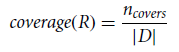 coverage(R) = n_covers / |D|